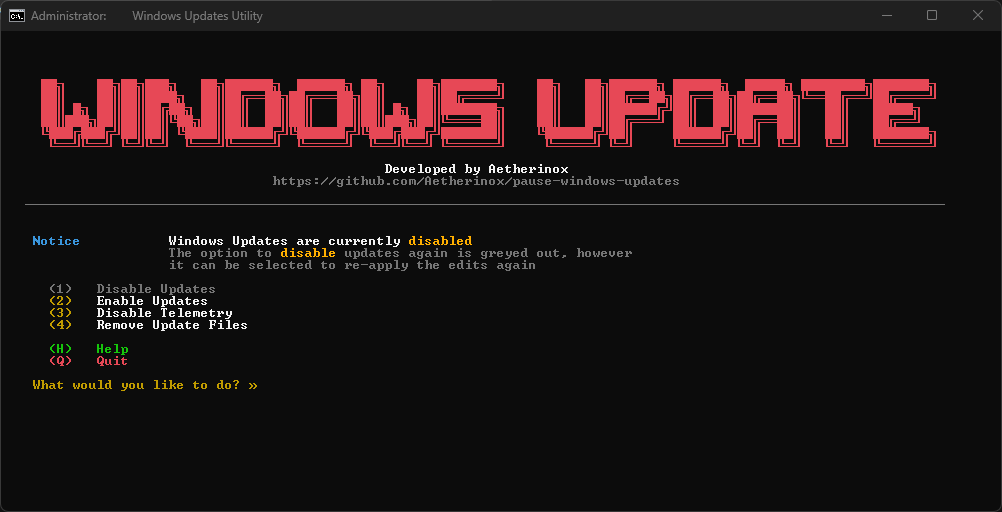 Administrator: Windows Updates Utility
WINDOWS UPDATE
Developed by Aetherinox
https://github.com/Aetherinox/pause-windows-updates
Notice Windows Updates are currently disabled
The option to disable updates again is greyed out, however
it can be selected to re-apply the edits again
(1) Disable Updates
(2) Enable Updates
(3) Disable Telemetry
(4) Remove Update Files
(H) Help
(Q) Quit
What would you like to do? »